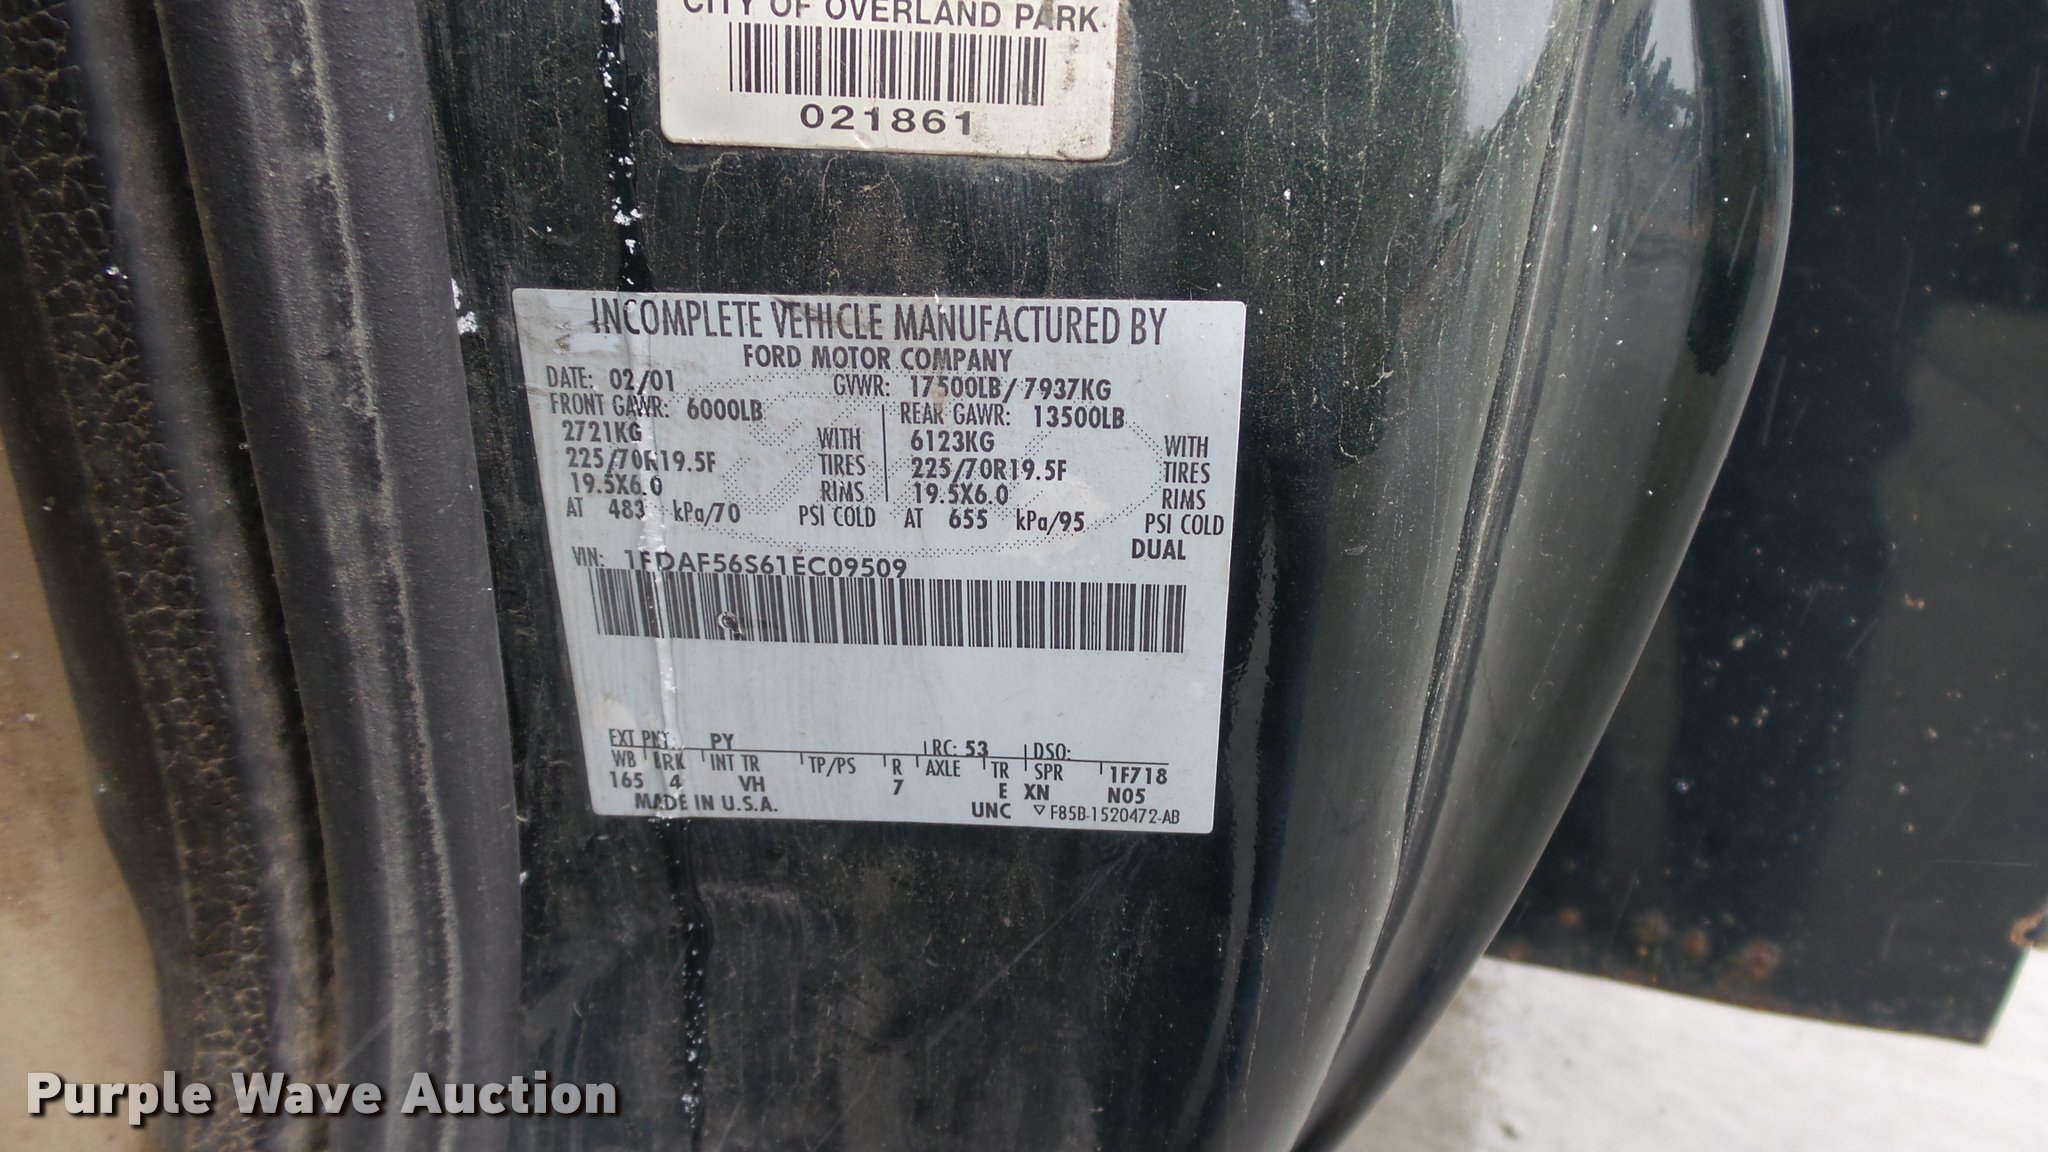 CITY OF OVERLAND PARK
021861
INCOMPLETE VEHICLE MANUFACTURED BY
FORD MOTOR COMPANY
DATE: 02/01 GVWR: 17500LB/7937KG
FRONT GAWR: 6000LB REAR GAWR: 13500LB
2721KG WITH 6123KG WITH
225/70R19.5F TIRES 225/70R19.5F TIRES
19.5X6.0 RIMS 19.5X6.0 RIMS
AT 483 kPa/70 PSI COLD AT 655 kPa/95 PSI COLD
DUAL
VIN: 1FDAF56S61EC09509
EXT PNT: PY RC: 53 DSO:
WB BRK INT TR TP/PS R AXLE TR SPR 1F718
165 4 VH 7 E XN N05
MADE IN U.S.A. UNC ▽ F85B-1520472-AB
Purple Wave Auction